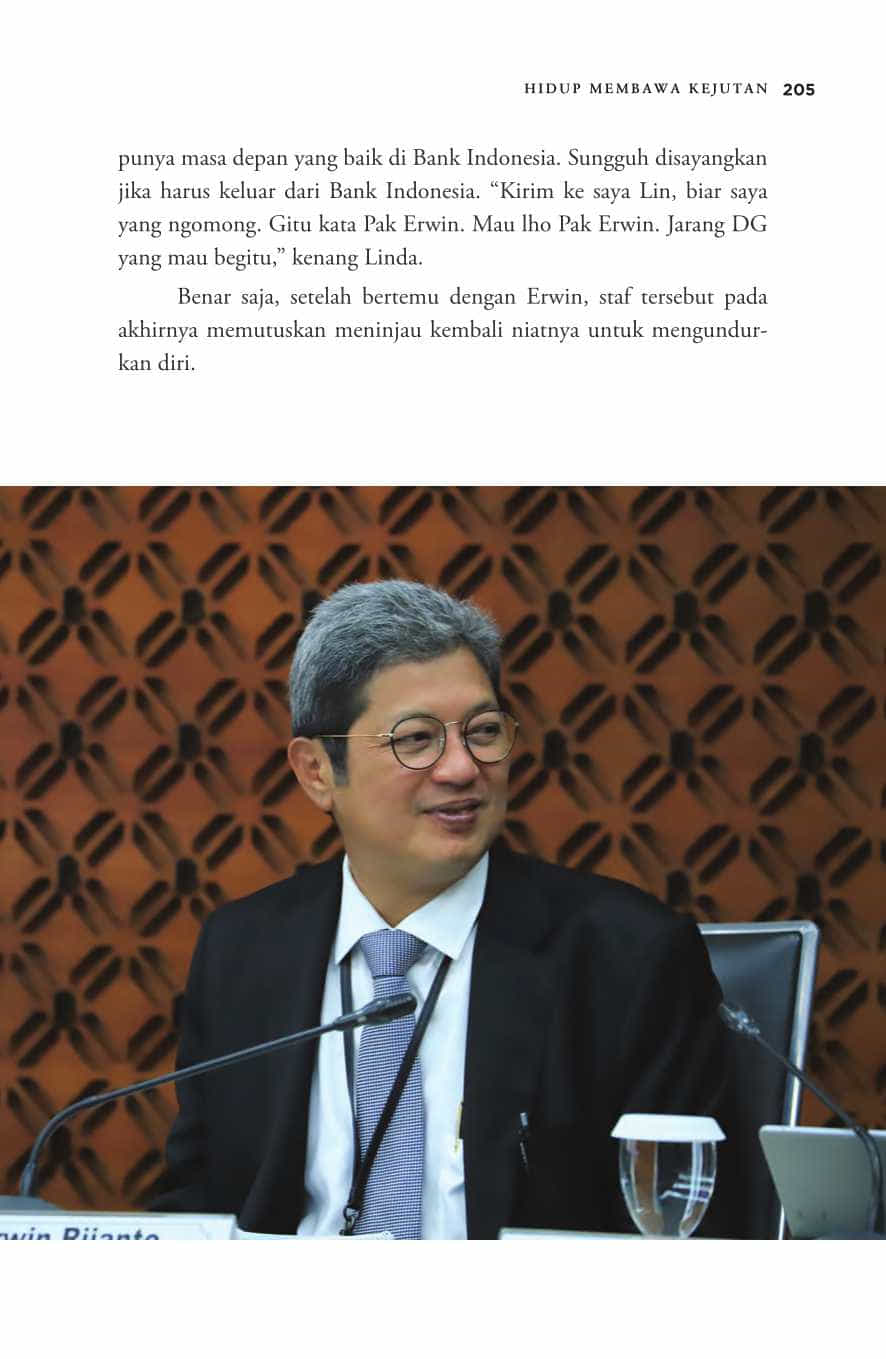 HIDUP MEMBAWA KEJUTAN 205
punya masa depan yang baik di Bank Indonesia. Sungguh disayangkan
jika harus keluar dari Bank Indonesia. “Kirim ke saya Lin, biar saya
yang ngomong. Gitu kata Pak Erwin. Mau lho Pak Erwin. Jarang DG
yang mau begitu,” kenang Linda.
Benar saja, setelah bertemu dengan Erwin, staf tersebut pada
akhirnya memutuskan meninjau kembali niatnya untuk mengundur-
kan diri.
rwin Rijanto